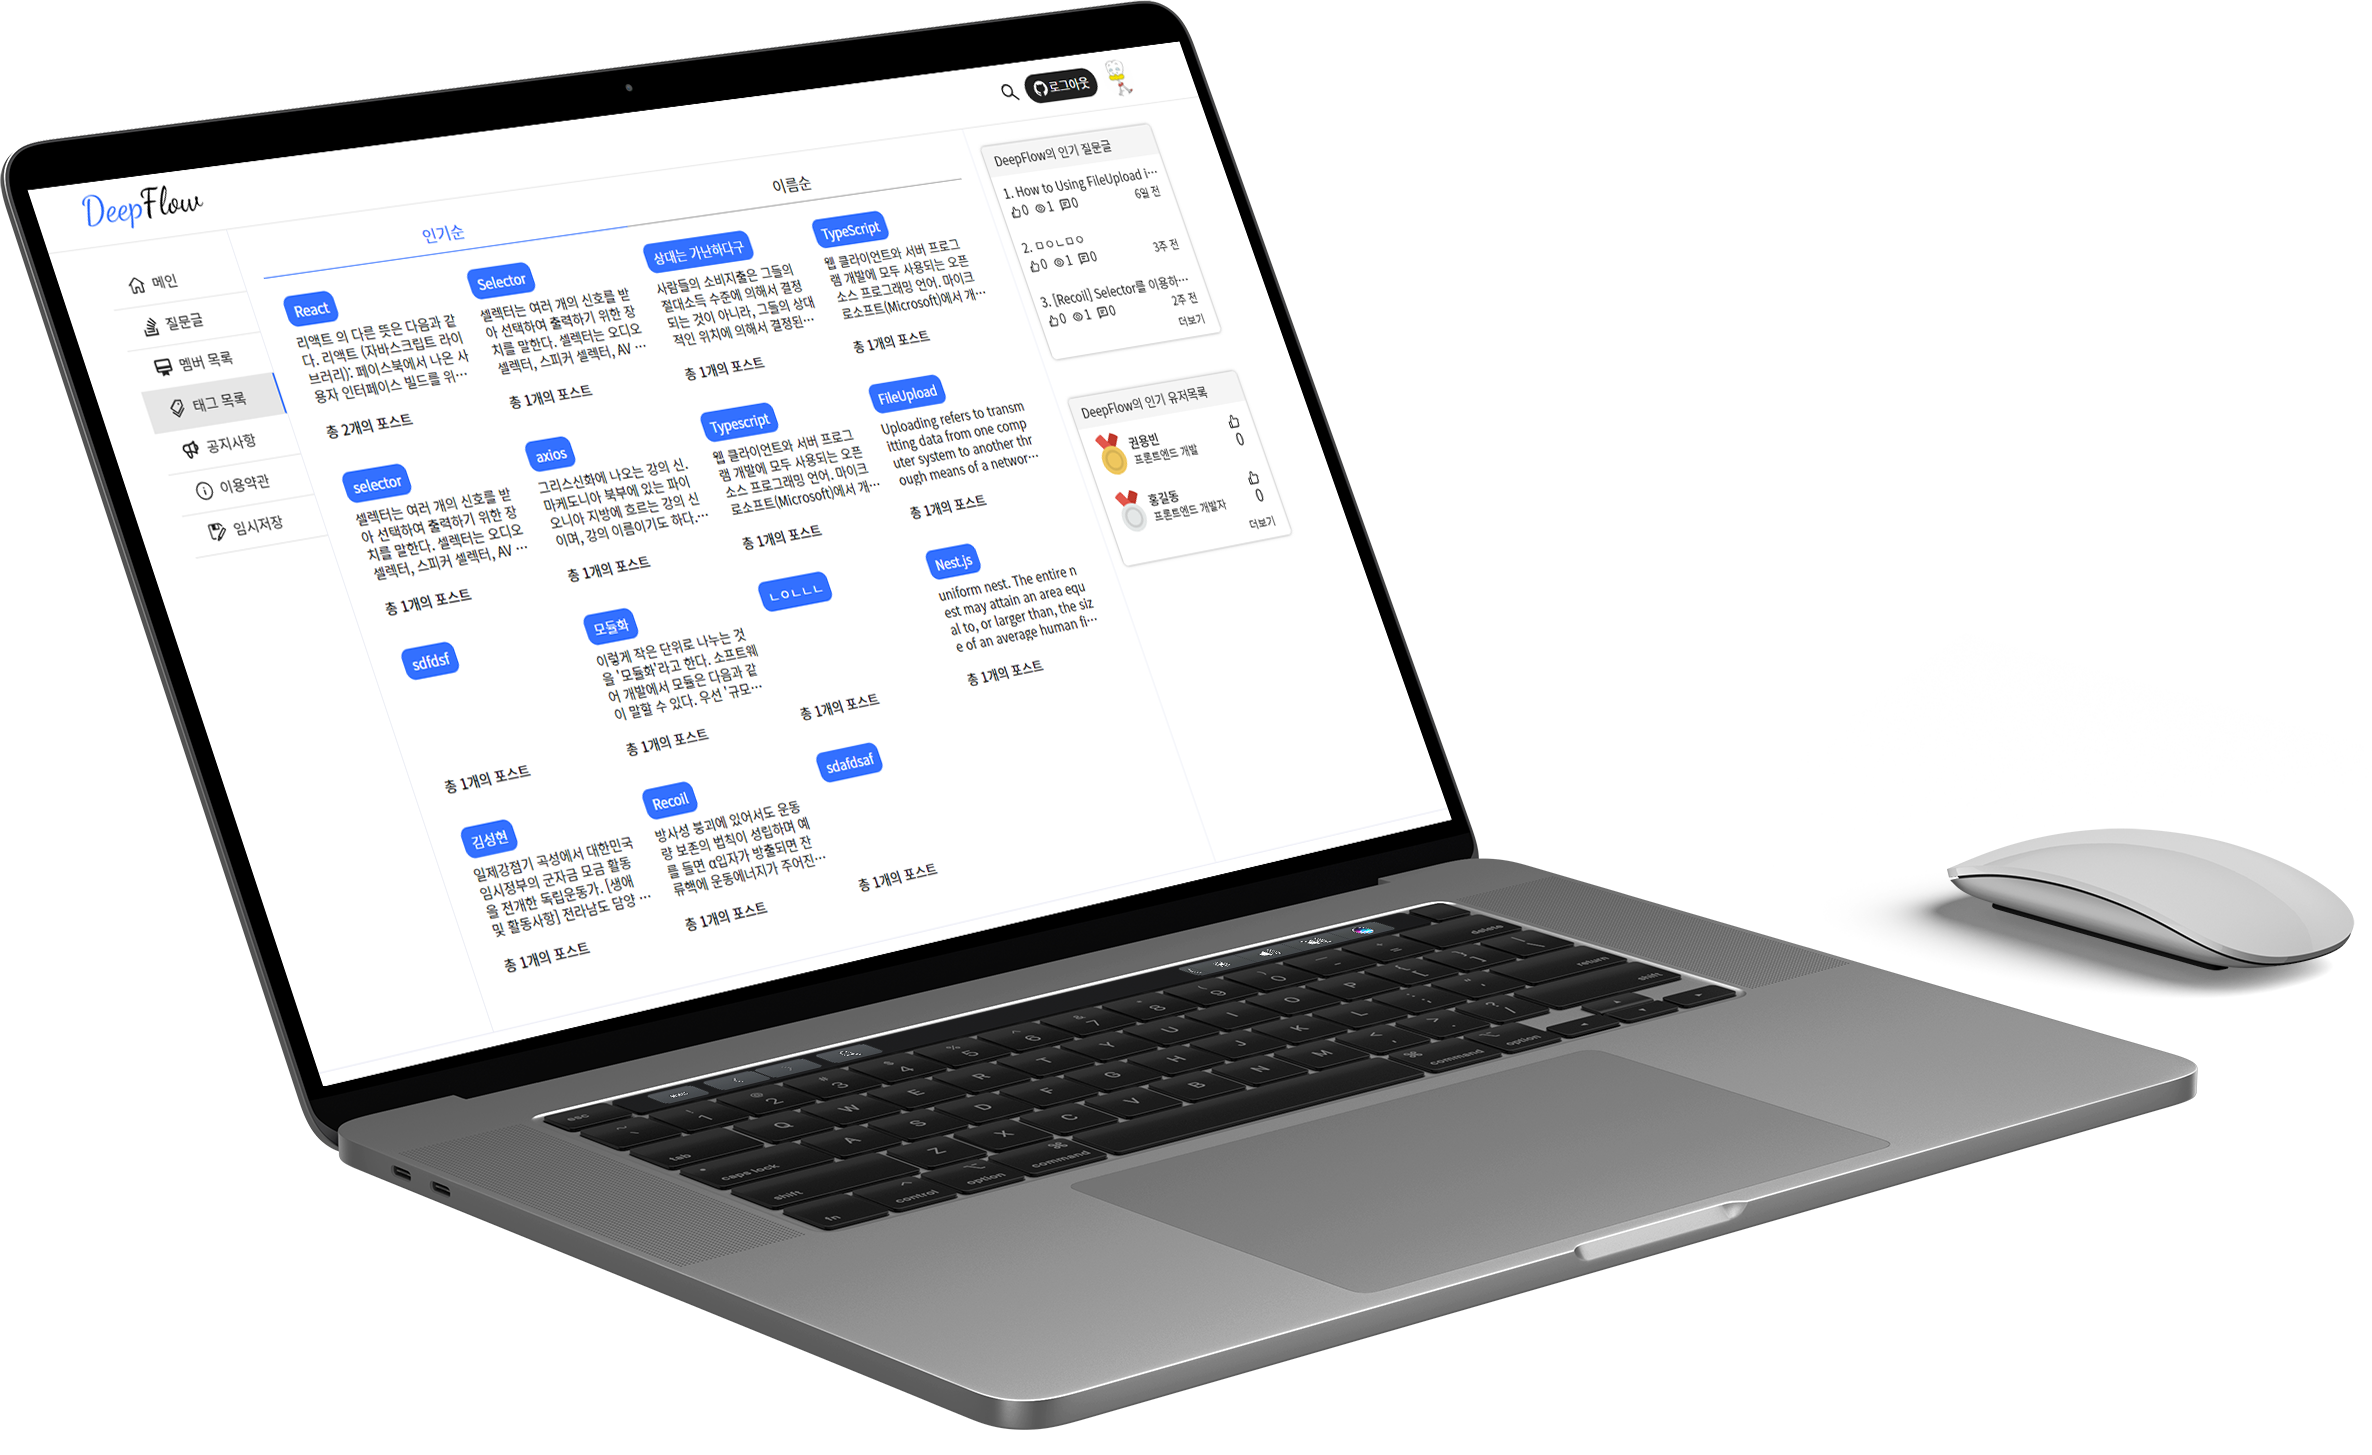 DeepFlow
로그아웃
메인
질문글
멤버 목록
태그 목록
공지사항
이용약관
임시저장
인기순
이름순
React
리액트 의 다른 뜻은 다음과 같
다. 리액트 (자바스크립트 라이
브러리): 페이스북에서 나온 사
용자 인터페이스 빌드를 위…
총 2개의 포스트
Selector
셀렉터는 여러 개의 신호를 받
아 선택하여 출력하기 위한 장
치를 말한다. 셀렉터는 오디오
셀렉터, 스피커 셀렉터, AV …
총 1개의 포스트
상대는 가난하다구
사람들의 소비지출은 그들의
절대소득 수준에 의해서 결정
되는 것이 아니라, 그들의 상대
적인 위치에 의해서 결정된…
총 1개의 포스트
TypeScript
웹 클라이언트와 서버 프로그
램 개발에 모두 사용되는 오픈
소스 프로그래밍 언어. 마이크
로소프트(Microsoft)에서 개…
총 1개의 포스트
selector
셀렉터는 여러 개의 신호를 받
아 선택하여 출력하기 위한 장
치를 말한다. 셀렉터는 오디오
셀렉터, 스피커 셀렉터, AV …
총 1개의 포스트
axios
그리스신화에 나오는 강의 신.
마케도니아 북부에 있는 파이
오니아 지방에 흐르는 강의 신
이며, 강의 이름이기도 하다.…
총 1개의 포스트
Typescript
웹 클라이언트와 서버 프로그
램 개발에 모두 사용되는 오픈
소스 프로그래밍 언어. 마이크
로소프트(Microsoft)에서 개…
총 1개의 포스트
FileUpload
Uploading refers to transm
itting data from one comp
uter system to another thr
ough means of a networ…
총 1개의 포스트
sdfdsf
총 1개의 포스트
모듈화
이렇게 작은 단위로 나누는 것
을 '모듈화'라고 한다. 소프트웨
어 개발에서 모듈은 다음과 같
이 말할 수 있다. 우선 '규모…
총 1개의 포스트
ㄴㅇㄴㄴㄴ
총 1개의 포스트
Nest.js
uniform nest. The entire n
est may attain an area equ
al to, or larger than, the siz
e of an average human fi…
총 1개의 포스트
김성현
일제강점기 곡성에서 대한민국
임시정부의 군자금 모금 활동
을 전개한 독립운동가. [생애
및 활동사항] 전라남도 담양 …
총 1개의 포스트
Recoil
방사성 붕괴에 있어서도 운동
량 보존의 법칙이 성립하며 예
를 들면 α입자가 방출되면 잔
류핵에 운동에너지가 주어진…
총 1개의 포스트
sdafdsaf
총 1개의 포스트
DeepFlow의 인기 질문글
1. How to Using FileUpload i…
0 1 0 6일 전
2. ㅁㅇㄴㅁㅇ
0 1 0 3주 전
3. [Recoil] Selector를 이용하…
0 1 0 2주 전
더보기
DeepFlow의 인기 유저목록
권용빈
프론트엔드 개발
0
홍길동
프론트엔드 개발자
0
더보기
esc
~ ` ! 1 @ 2 # 3 $ 4 % 5 ^ 6 & 7 * 8 ( 9 ) 0 _ - + = delete
tab Q W E R T Y U I O P { [ } ] | \
caps lock A S D F G H J K L : ; " ' return
shift Z X C V B N M < , > . ? / shift
fn control option command command option